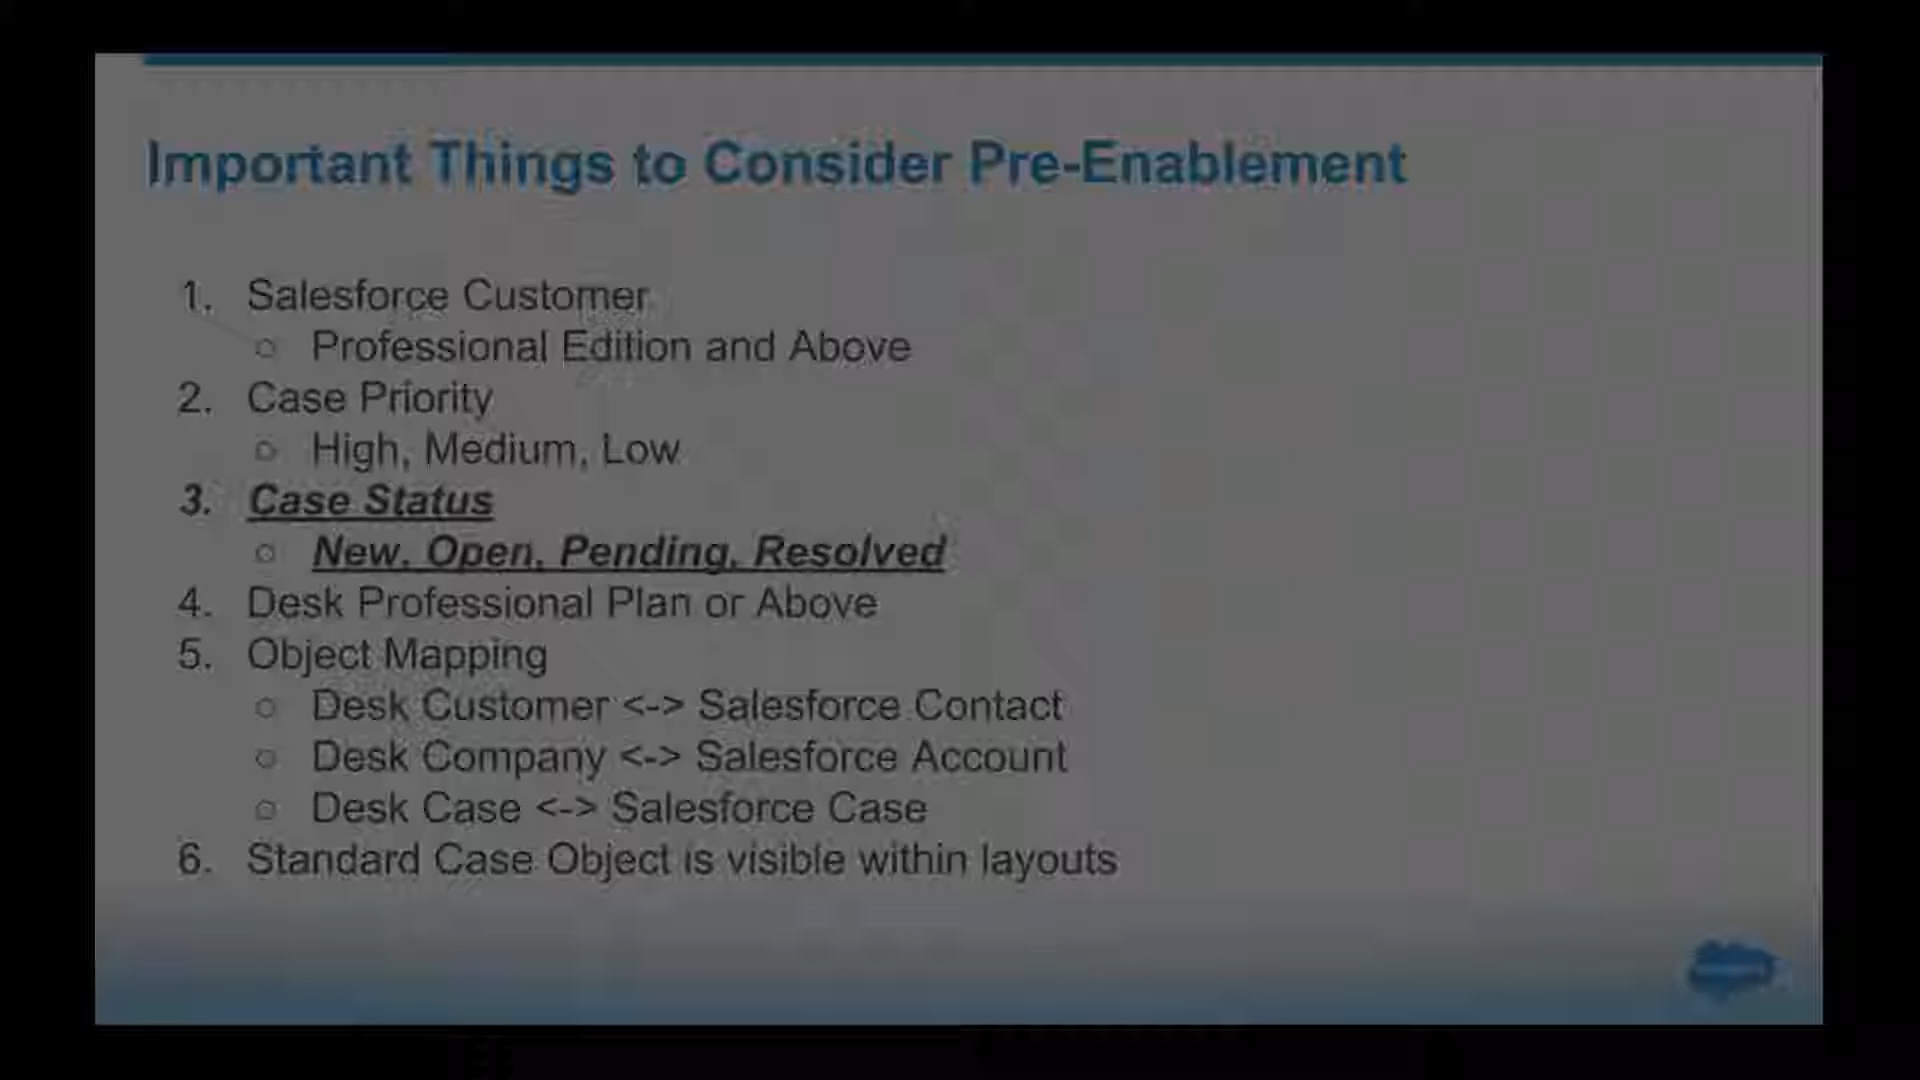 Important Things to Consider Pre-Enablement
1. Salesforce Customer
○ Professional Edition and Above
2. Case Priority
○ High, Medium, Low
3. Case Status
○ New, Open, Pending, Resolved
4. Desk Professional Plan or Above
5. Object Mapping
○ Desk Customer <-> Salesforce Contact
○ Desk Company <-> Salesforce Account
○ Desk Case <-> Salesforce Case
6. Standard Case Object is visible within layouts